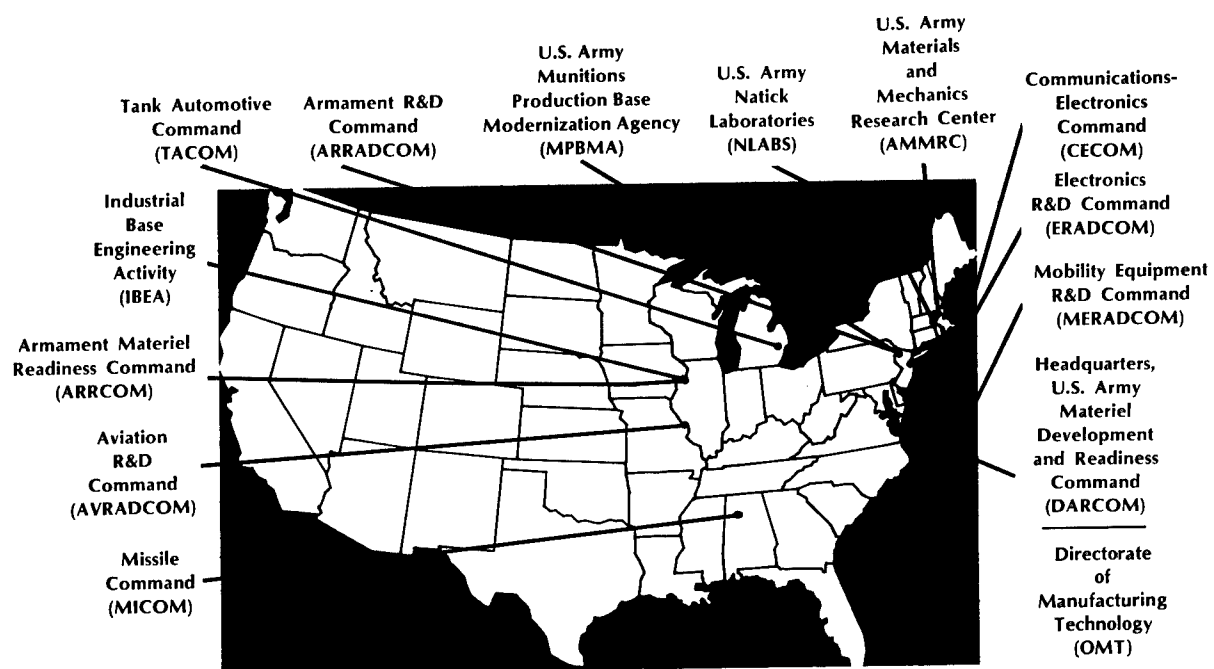 Tank Automotive
Command
(TACOM)
Armament R&D
Command
(ARRADCOM)
U.S. Army
Munitions
Production Base
Modernization Agency
(MPBMA)
U.S. Army
Natick
Laboratories
(NLABS)
U.S. Army
Materials
and
Mechanics
Research Center
(AMMRC)
Communications-
Electronics
Command
(CECOM)
Electronics
R&D Command
(ERADCOM)
Mobility Equipment
R&D Command
(MERADCOM)
Headquarters,
U.S. Army
Materiel
Development
and Readiness
Command
(DARCOM)
Directorate
of
Manufacturing
Technology
(OMT)
Industrial
Base
Engineering
Activity
(IBEA)
Armament Materiel
Readiness Command
(ARRCOM)
Aviation
R&D
Command
(AVRADCOM)
Missile
Command
(MICOM)